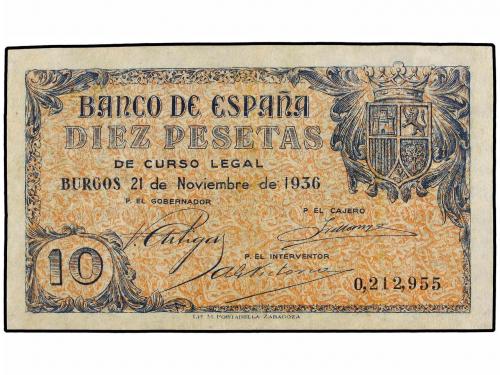 BANCO DE ESPAÑA
DIEZ PESETAS
DE CURSO LEGAL
BURGOS 21 de Noviembre de 1936
P. EL GOBERNADOR
P. EL CAJERO
P. EL INTERVENTOR
10
0,212,955
LIT. M. PORTABELLA ZARAGOZA